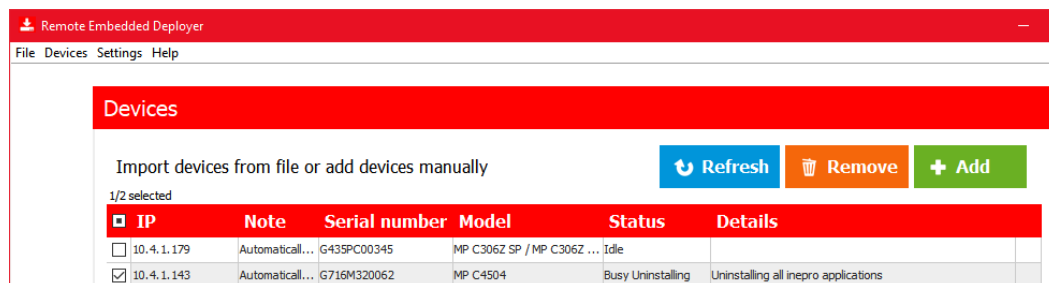 Remote Embedded Deployer
File Devices Settings Help
Devices
Import devices from file or add devices manually
Refresh Remove Add
1/2 selected
IP Note Serial number Model Status Details
10.4.1.179 Automaticall... G435PC00345 MP C306Z SP / MP C306Z ... Idle
10.4.1.143 Automaticall... G716M320062 MP C4504 Busy Uninstalling Uninstalling all inepro applications